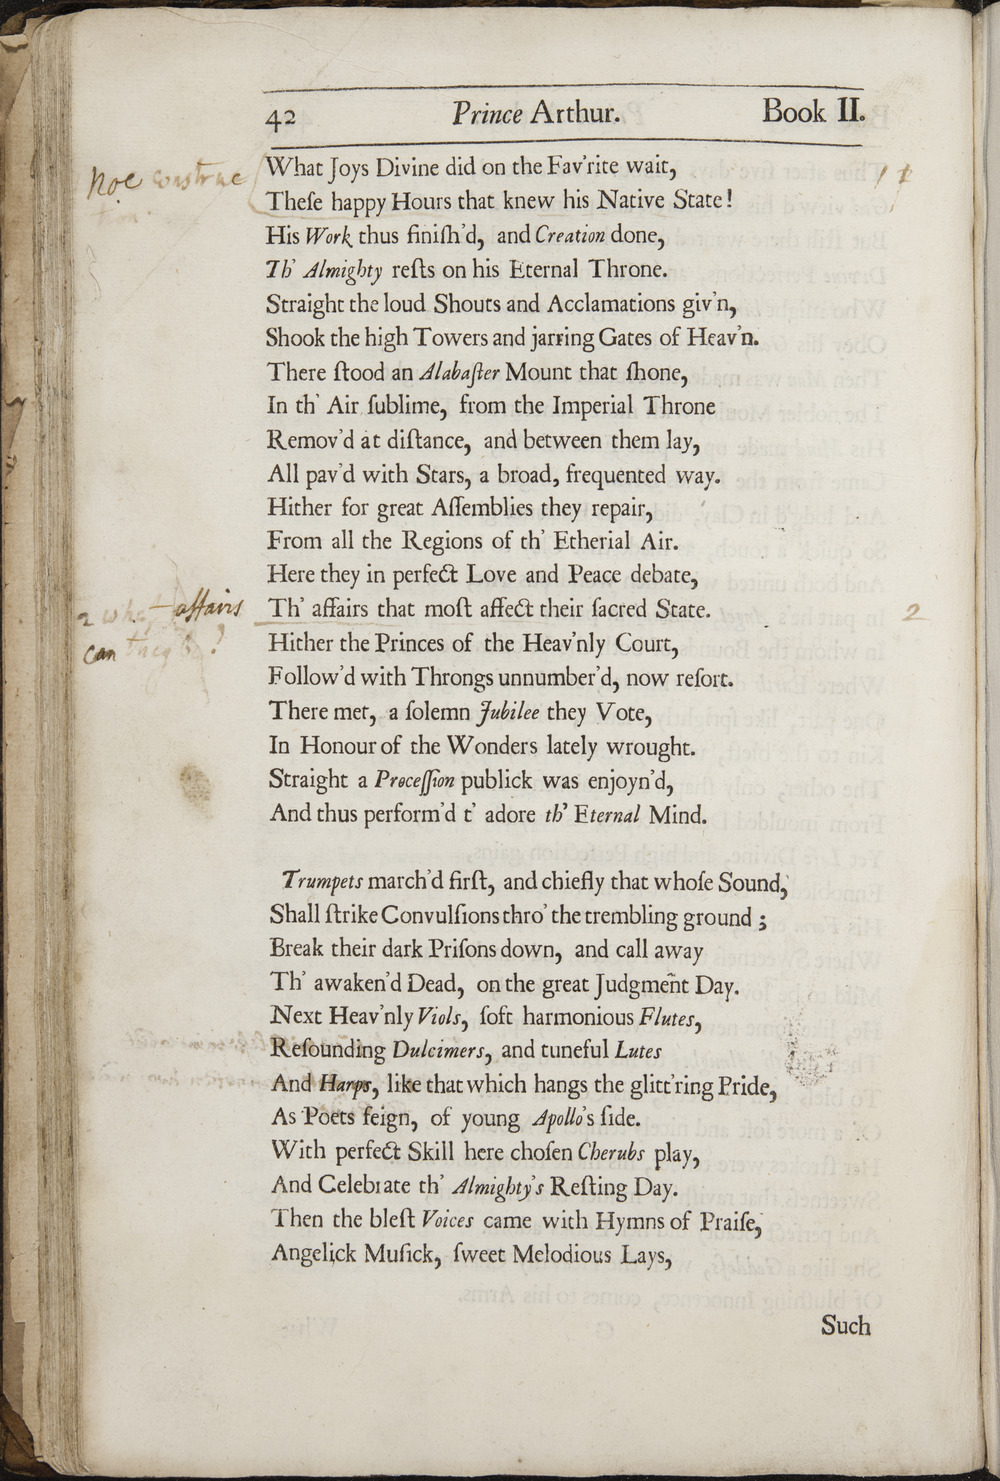 42 Prince Arthur. Book II.
What Joys Divine did on the Fav'rite wait,
Theſe happy Hours that knew his Native State!
His Work thus finiſh'd, and Creation done,
Th' Almighty reſts on his Eternal Throne.
Straight the loud Shouts and Acclamations giv'n,
Shook the high Towers and jarring Gates of Heav'n.
There ſtood an Alabaſter Mount that ſhone,
In th' Air ſublime, from the Imperial Throne
Remov'd at diſtance, and between them lay,
All pav'd with Stars, a broad, frequented way.
Hither for great Aſſemblies they repair,
From all the Regions of th' Etherial Air.
Here they in perfect Love and Peace debate,
Th' affairs that moſt affect their ſacred State.
Hither the Princes of the Heav'nly Court,
Follow'd with Throngs unnumber'd, now reſort.
There met, a ſolemn Jubilee they Vote,
In Honour of the Wonders lately wrought.
Straight a Proceſſion publick was enjoyn'd,
And thus perform'd t' adore th' Eternal Mind.
Trumpets march'd firſt, and chiefly that whoſe Sound,
Shall ſtrike Convulſions thro' the trembling ground ;
Break their dark Priſons down, and call away
Th' awaken'd Dead, on the great Judgment Day.
Next Heav'nly Viols, ſoft harmonious Flutes,
Reſounding Dulcimers, and tuneful Lutes
And Harps, like that which hangs the glitt'ring Pride,
As Poets feign, of young Apollo's ſide.
With perfect Skill here choſen Cherubs play,
And Celebrate th' Almighty's Reſting Day.
Then the bleſt Voices came with Hymns of Praiſe,
Angelick Muſick, ſweet Melodious Lays,
Such
noe construc
tion
1
2 what affairs
can they be?
2